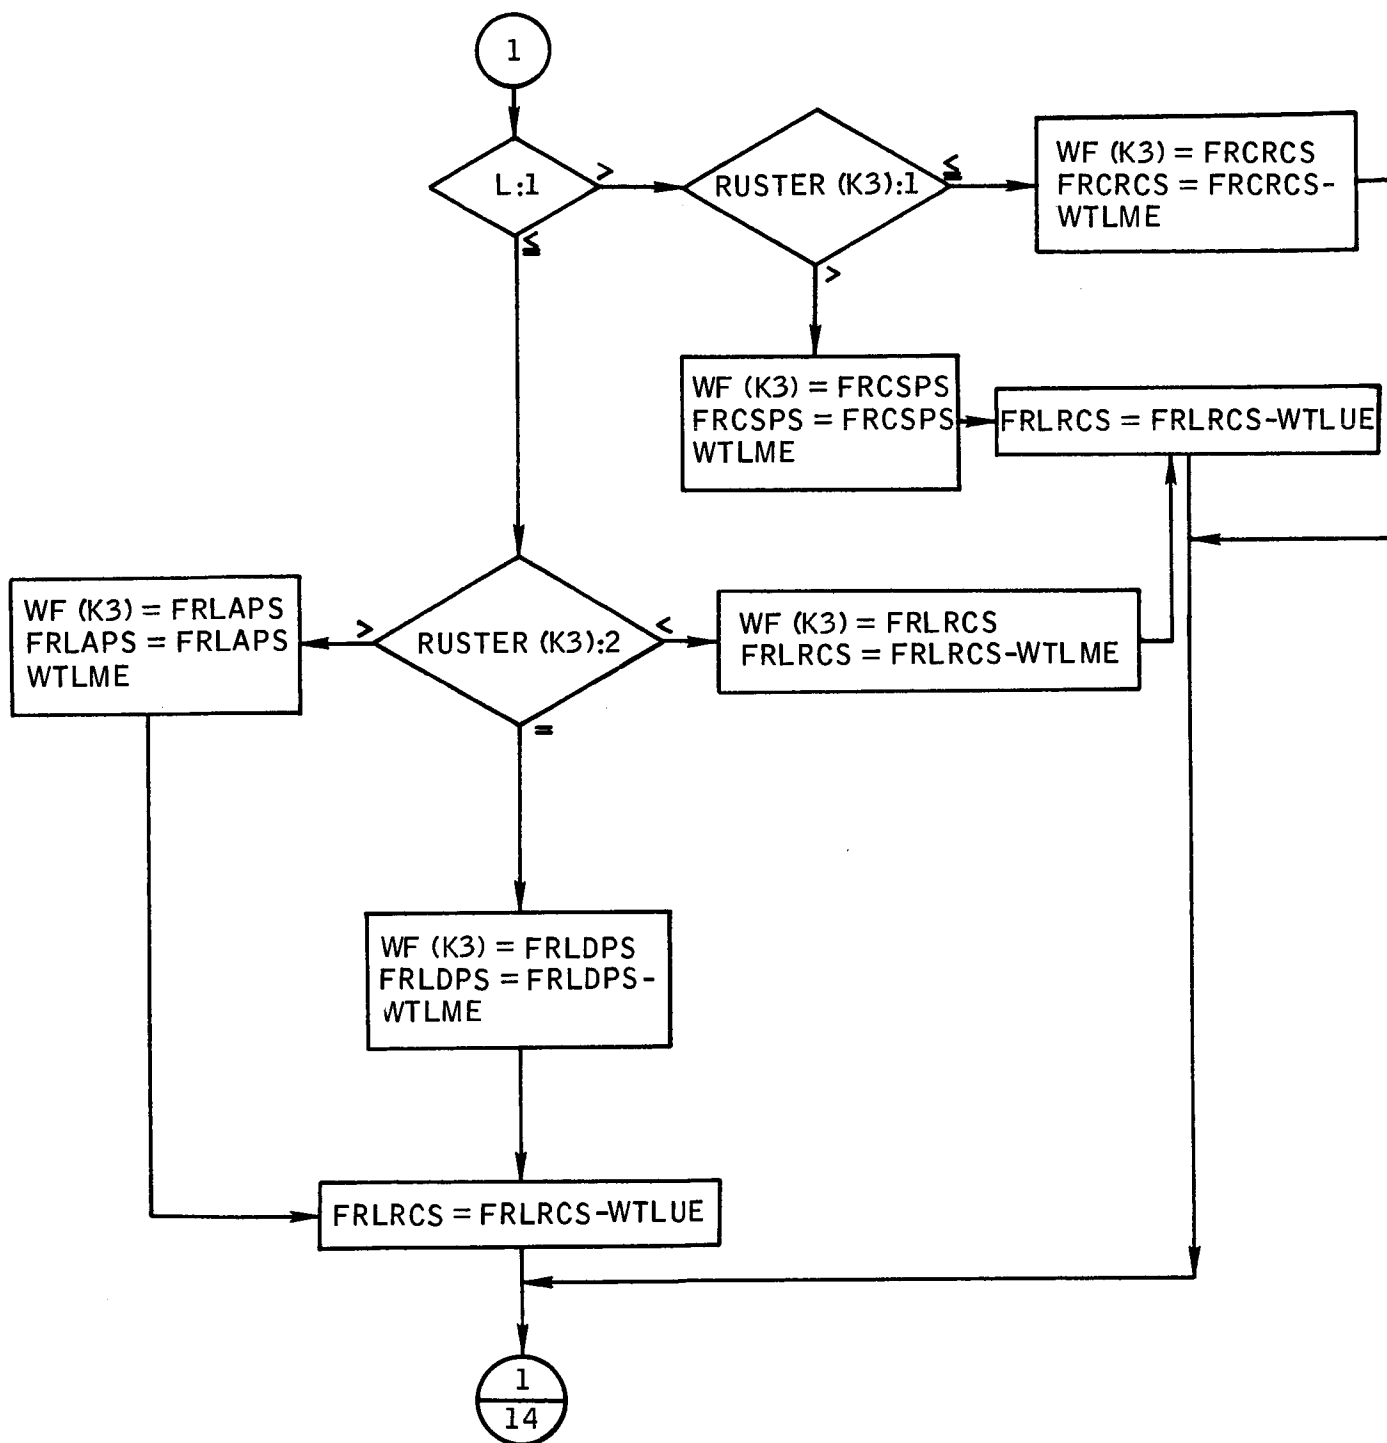 1
L:1
>
≤
RUSTER (K3):1
≤
>
WF (K3) = FRCRCS
FRCRCS = FRCRCS-
WTLME
WF (K3) = FRCSPS
FRCSPS = FRCSPS
WTLME
FRLRCS = FRLRCS-WTLUE
WF (K3) = FRLAPS
FRLAPS = FRLAPS
WTLME
>
RUSTER (K3):2
<
=
WF (K3) = FRLRCS
FRLRCS = FRLRCS-WTLME
WF (K3) = FRLDPS
FRLDPS = FRLDPS-
WTLME
FRLRCS = FRLRCS-WTLUE
1
14